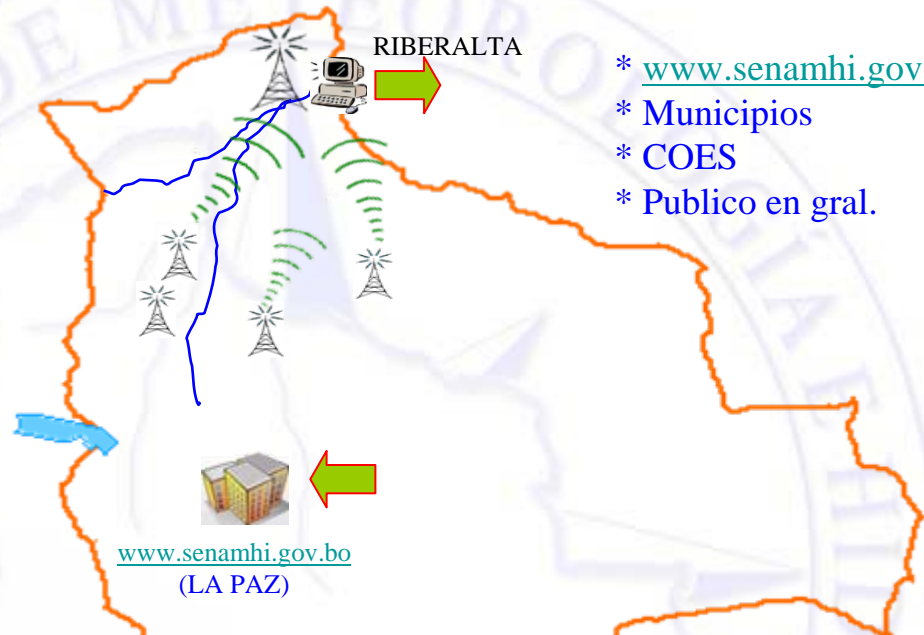 RIBERALTA
* www.senamhi.gov
* Municipios
* COES
* Publico en gral.
www.senamhi.gov.bo
(LA PAZ)